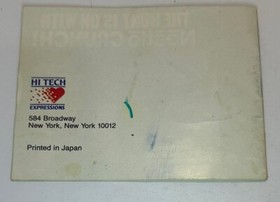 HI TECH
EXPRESSIONS
584 Broadway
New York, New York 10012
Printed in Japan